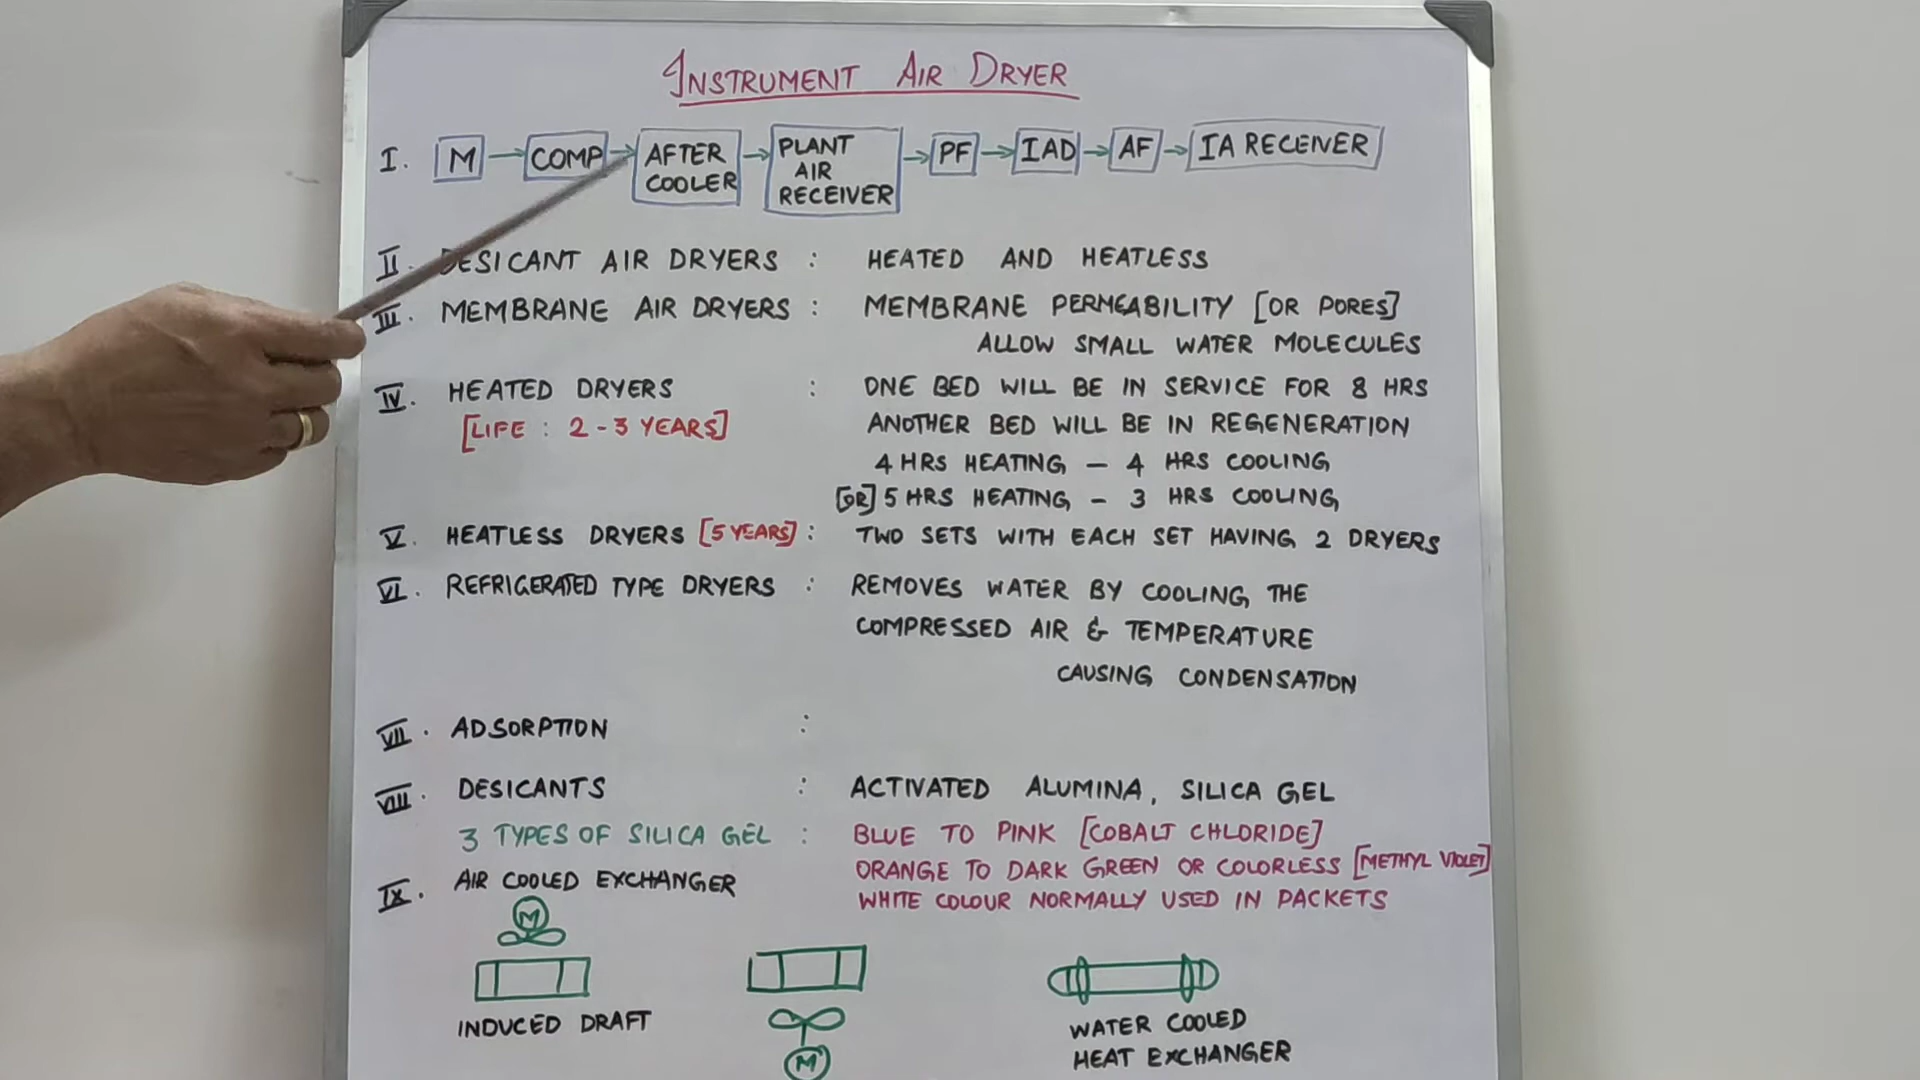 INSTRUMENT AIR DRYER
I. M → COMP → AFTER COOLER → PLANT AIR RECEIVER → PF → IAD → AF → IA RECEIVER
II. DESICANT AIR DRYERS : HEATED AND HEATLESS
III. MEMBRANE AIR DRYERS : MEMBRANE PERMEABILITY [OR PORES]
ALLOW SMALL WATER MOLECULES
IV. HEATED DRYERS : ONE BED WILL BE IN SERVICE FOR 8 HRS
[LIFE : 2 - 3 YEARS] ANOTHER BED WILL BE IN REGENERATION
4 HRS HEATING - 4 HRS COOLING
[OR] 5 HRS HEATING - 3 HRS COOLING
V. HEATLESS DRYERS [5 YEARS] : TWO SETS WITH EACH SET HAVING 2 DRYERS
VI. REFRIGERATED TYPE DRYERS : REMOVES WATER BY COOLING THE
COMPRESSED AIR & TEMPERATURE
CAUSING CONDENSATION
VII. ADSORPTION :
VIII. DESICANTS : ACTIVATED ALUMINA, SILICA GEL
3 TYPES OF SILICA GEL : BLUE TO PINK [COBALT CHLORIDE]
ORANGE TO DARK GREEN OR COLORLESS [METHYL VIOLET]
IX. AIR COOLED EXCHANGER WHITE COLOUR NORMALLY USED IN PACKETS
M
INDUCED DRAFT
M
WATER COOLED
HEAT EXCHANGER